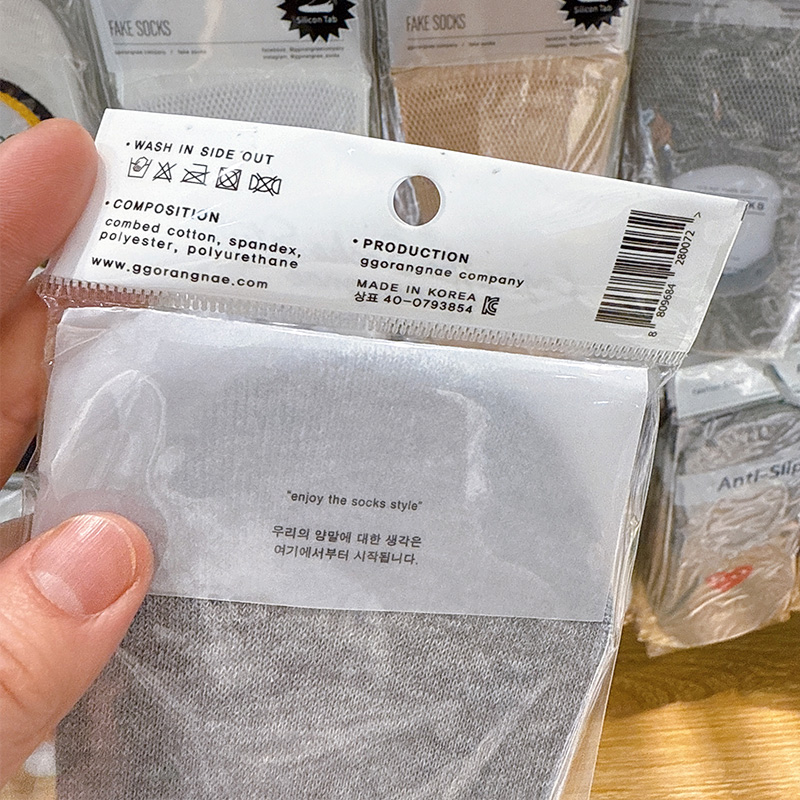 FAKE SOCKS
Silicon Tab
FAKE SOCKS
Silicon Tab
• WASH IN SIDE OUT
• COMPOSITION
combed cotton, spandex,
polyester, polyurethane
www.ggorangnae.com
• PRODUCTION
ggorangnae company
MADE IN KOREA
상표 40-0793854
8 809684 280072 >
"enjoy the socks style"
우리의 양말에 대한 생각은
여기에서부터 시작됩니다.
Anti-Slip